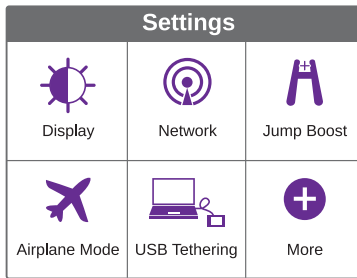 Settings
Display
Network
Jump Boost
Airplane Mode
USB Tethering
More